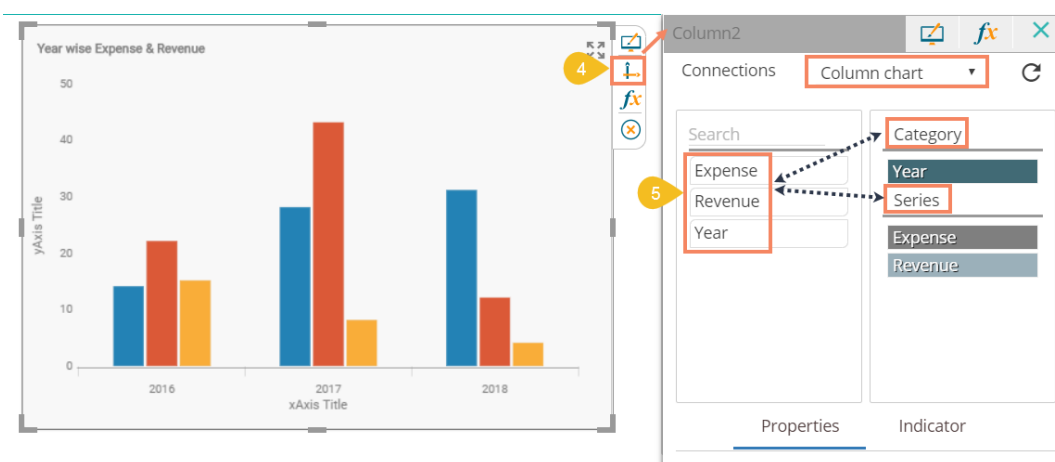 Year wise Expense & Revenue
50
40
30
20
10
0
yAxis Title
2016
2017
2018
xAxis Title
4
fx
Column2
fx
Connections
Column chart
Search
Expense
Revenue
Year
5
Category
Year
Series
Expense
Revenue
Properties
Indicator